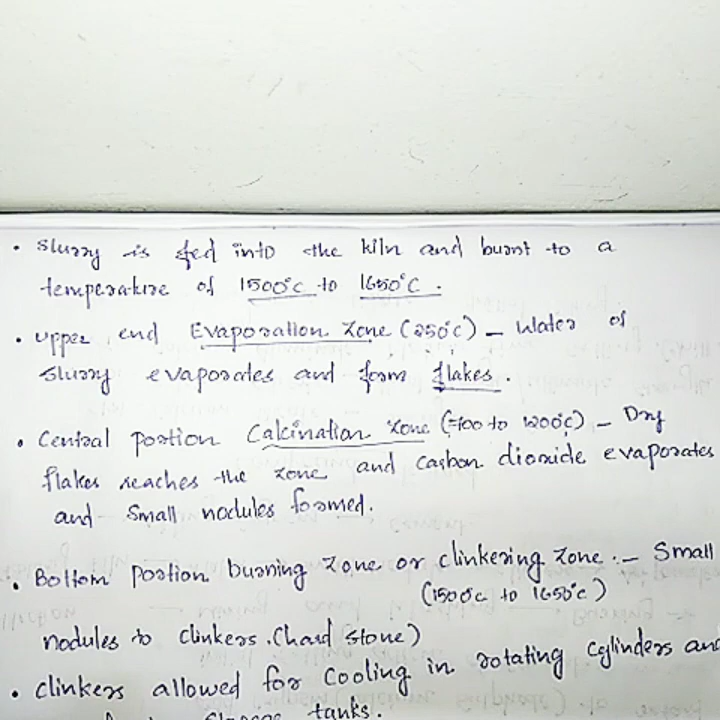 • Slurry is fed into the kiln and burnt to a
temperature of 1500°c to 1650°C.
• Upper end Evaporation Zone (250°c) – Water of
slurry evaporates and form flakes.
• Central portion Calcination Zone (700 to 1200°c) – Dry
flakes reaches the zone and carbon dioxide evaporates
and small nodules formed.
• Bottom portion burning zone or clinkering zone :– Small
(1500°c to 1650°c)
nodules to clinkers. (hard stone)
• Clinkers allowed for cooling in rotating cylinders and
tanks.